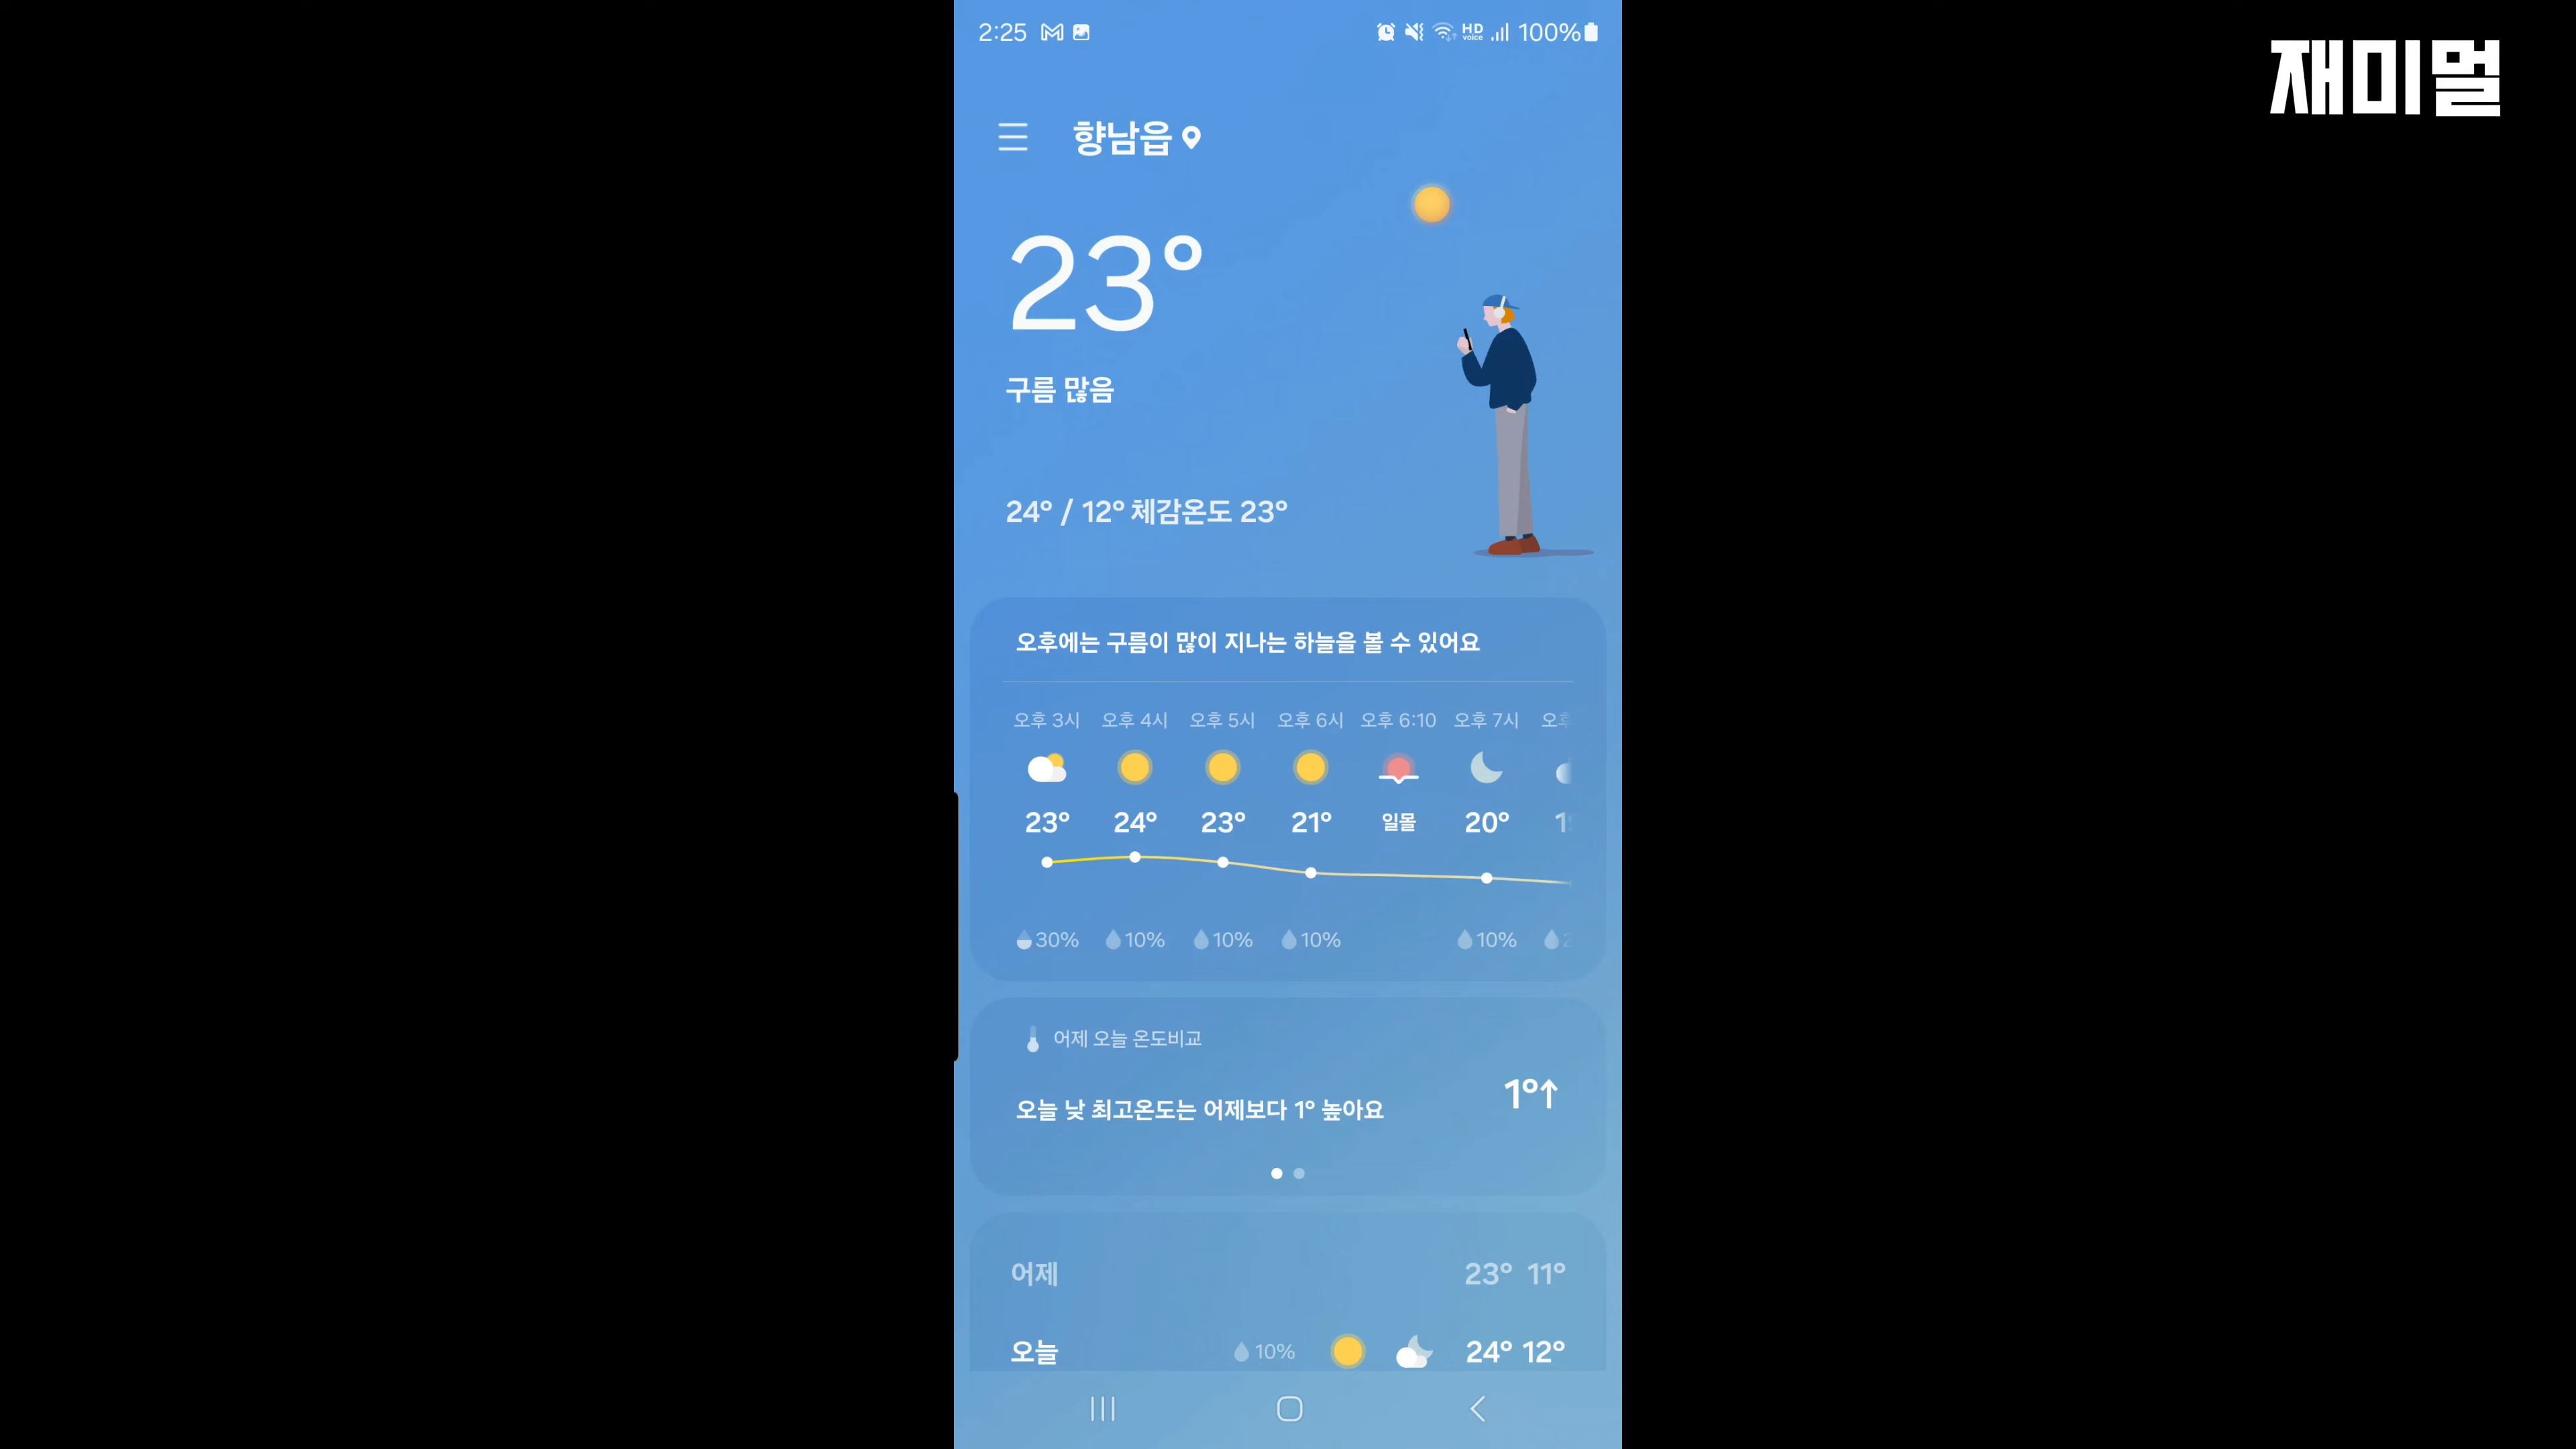 2:25 HD voice 100%
재미멀
향남읍
23°
구름 많음
24° / 12° 체감온도 23°
오후에는 구름이 많이 지나는 하늘을 볼 수 있어요
오후 3시 오후 4시 오후 5시 오후 6시 오후 6:10 오후 7시
23° 24° 23° 21° 일몰 20°
30% 10% 10% 10% 10%
어제 오늘 온도비교
오늘 낮 최고온도는 어제보다 1° 높아요
1°↑
어제 23° 11°
오늘 10% 24° 12°